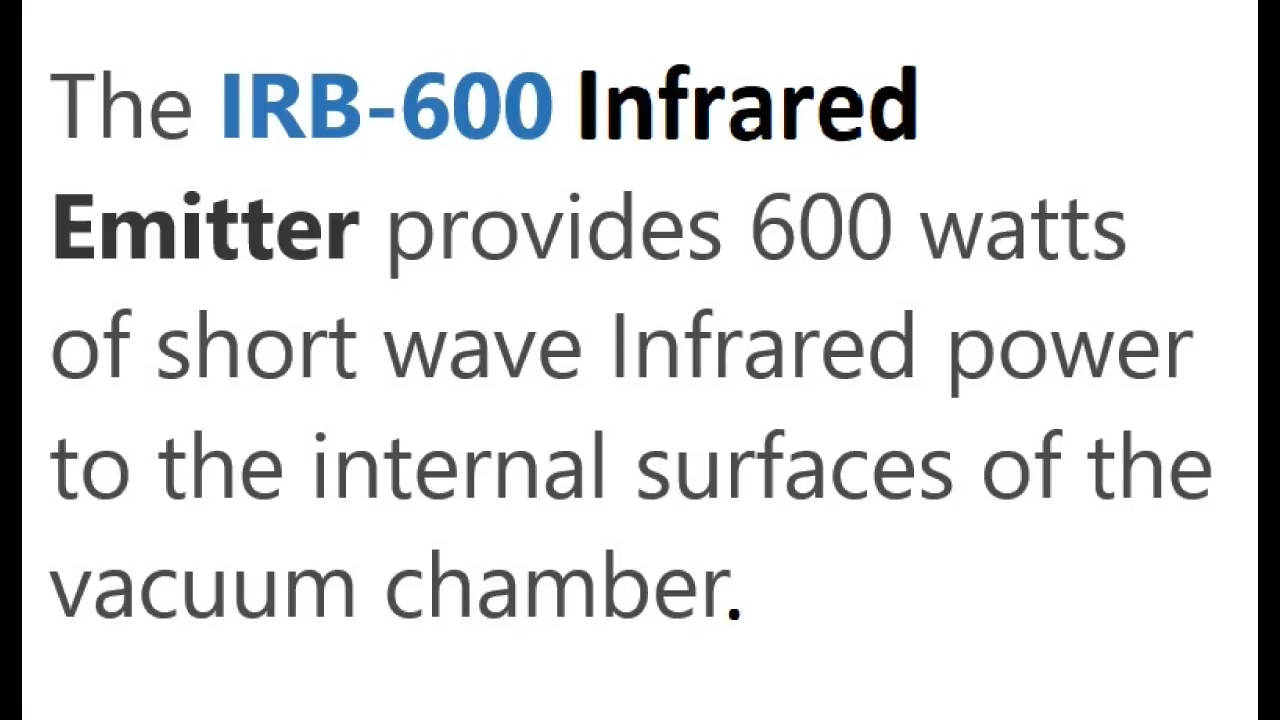 The IRB-600 Infrared
Emitter provides 600 watts
of short wave Infrared power
to the internal surfaces of the
vacuum chamber.